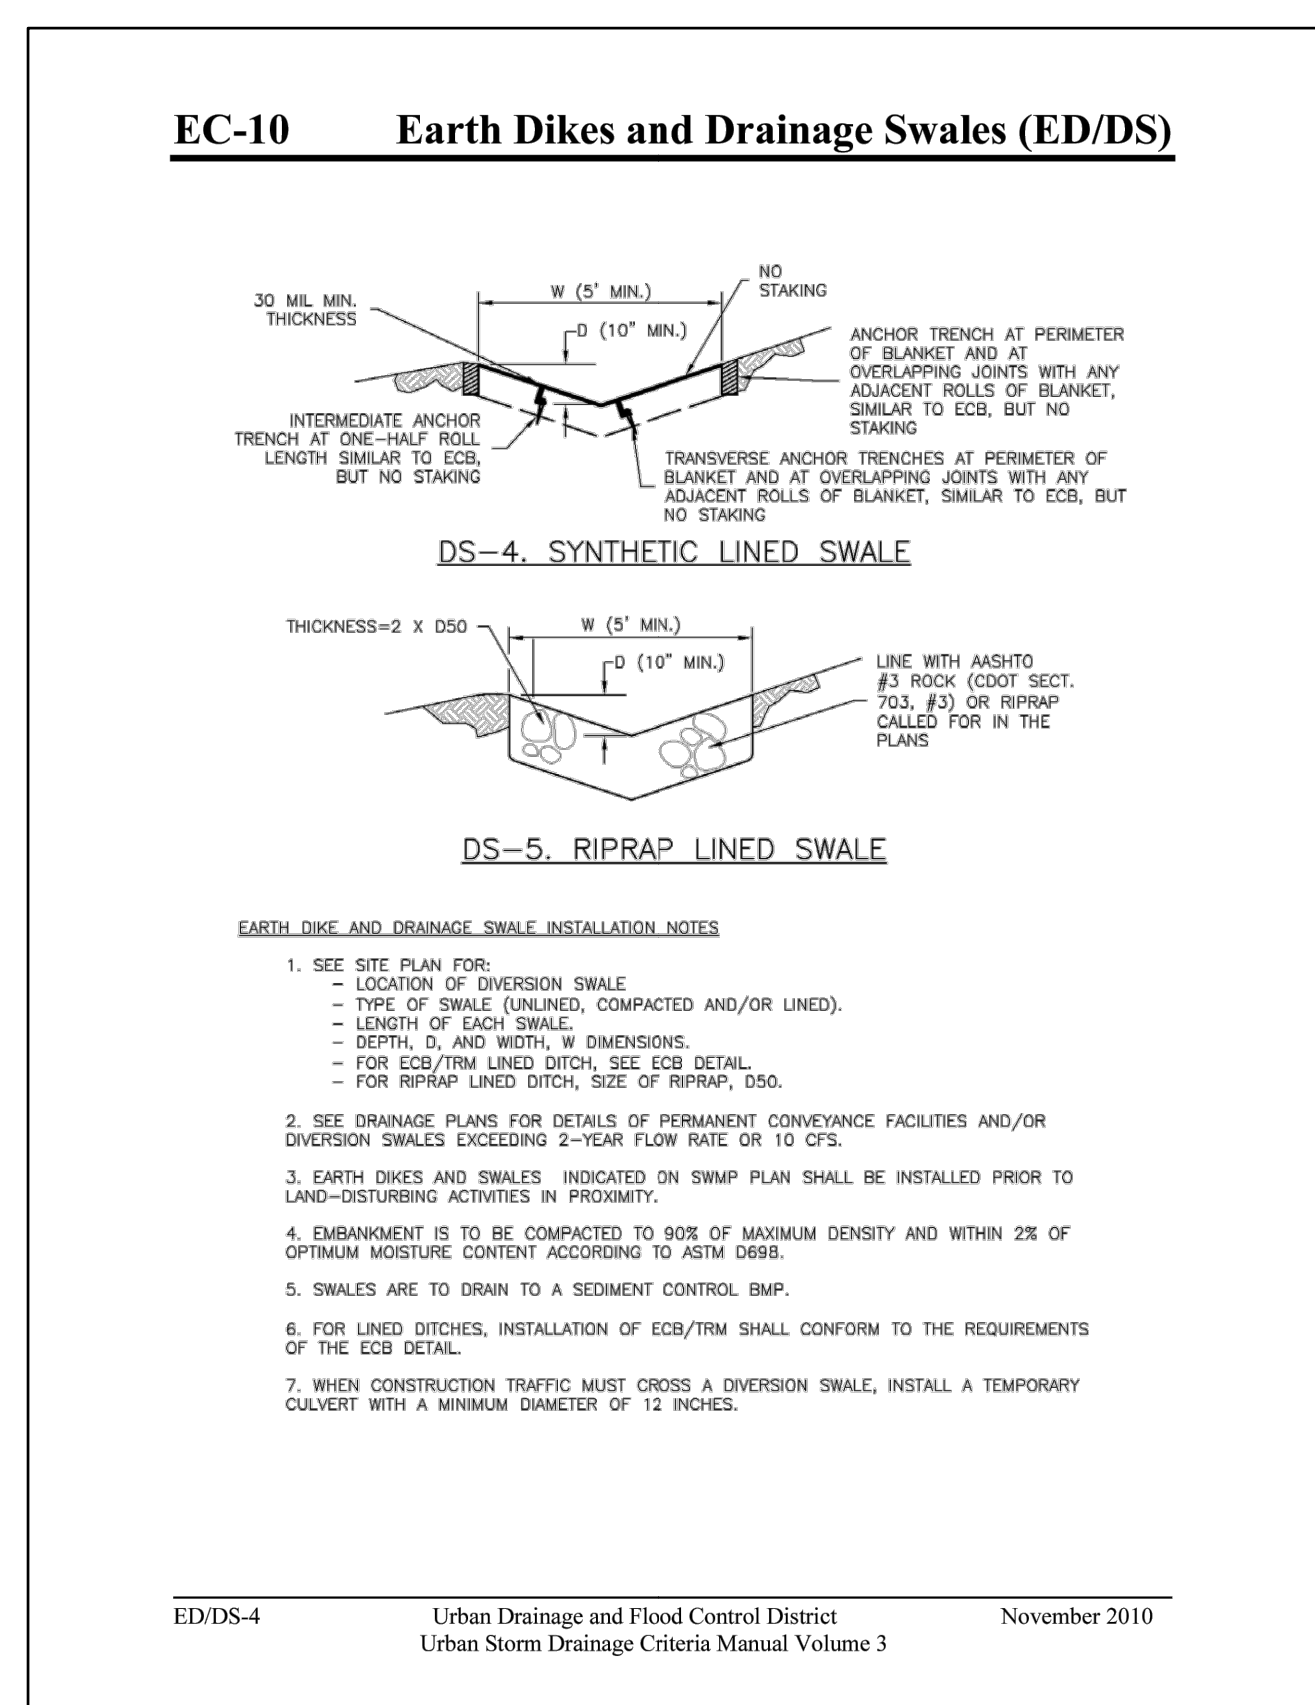 EC-10 Earth Dikes and Drainage Swales (ED/DS)
30 MIL MIN.
THICKNESS
W (5' MIN.)
D (10" MIN.)
NO
STAKING
ANCHOR TRENCH AT PERIMETER
OF BLANKET AND AT
OVERLAPPING JOINTS WITH ANY
ADJACENT ROLLS OF BLANKET,
SIMILAR TO ECB, BUT NO
STAKING
INTERMEDIATE ANCHOR
TRENCH AT ONE-HALF ROLL
LENGTH SIMILAR TO ECB,
BUT NO STAKING
TRANSVERSE ANCHOR TRENCHES AT PERIMETER OF
BLANKET AND AT OVERLAPPING JOINTS WITH ANY
ADJACENT ROLLS OF BLANKET, SIMILAR TO ECB, BUT
NO STAKING
DS-4. SYNTHETIC LINED SWALE
THICKNESS=2 X D50
W (5' MIN.)
D (10" MIN.)
LINE WITH AASHTO
#3 ROCK (CDOT SECT.
703, #3) OR RIPRAP
CALLED FOR IN THE
PLANS
DS-5. RIPRAP LINED SWALE
EARTH DIKE AND DRAINAGE SWALE INSTALLATION NOTES
1. SEE SITE PLAN FOR:
- LOCATION OF DIVERSION SWALE
- TYPE OF SWALE (UNLINED, COMPACTED AND/OR LINED).
- LENGTH OF EACH SWALE.
- DEPTH, D, AND WIDTH, W DIMENSIONS.
- FOR ECB/TRM LINED DITCH, SEE ECB DETAIL.
- FOR RIPRAP LINED DITCH, SIZE OF RIPRAP, D50.
2. SEE DRAINAGE PLANS FOR DETAILS OF PERMANENT CONVEYANCE FACILITIES AND/OR
DIVERSION SWALES EXCEEDING 2-YEAR FLOW RATE OR 10 CFS.
3. EARTH DIKES AND SWALES INDICATED ON SWMP PLAN SHALL BE INSTALLED PRIOR TO
LAND-DISTURBING ACTIVITIES IN PROXIMITY.
4. EMBANKMENT IS TO BE COMPACTED TO 90% OF MAXIMUM DENSITY AND WITHIN 2% OF
OPTIMUM MOISTURE CONTENT ACCORDING TO ASTM D698.
5. SWALES ARE TO DRAIN TO A SEDIMENT CONTROL BMP.
6. FOR LINED DITCHES, INSTALLATION OF ECB/TRM SHALL CONFORM TO THE REQUIREMENTS
OF THE ECB DETAIL.
7. WHEN CONSTRUCTION TRAFFIC MUST CROSS A DIVERSION SWALE, INSTALL A TEMPORARY
CULVERT WITH A MINIMUM DIAMETER OF 12 INCHES.
ED/DS-4 Urban Drainage and Flood Control District November 2010
Urban Storm Drainage Criteria Manual Volume 3